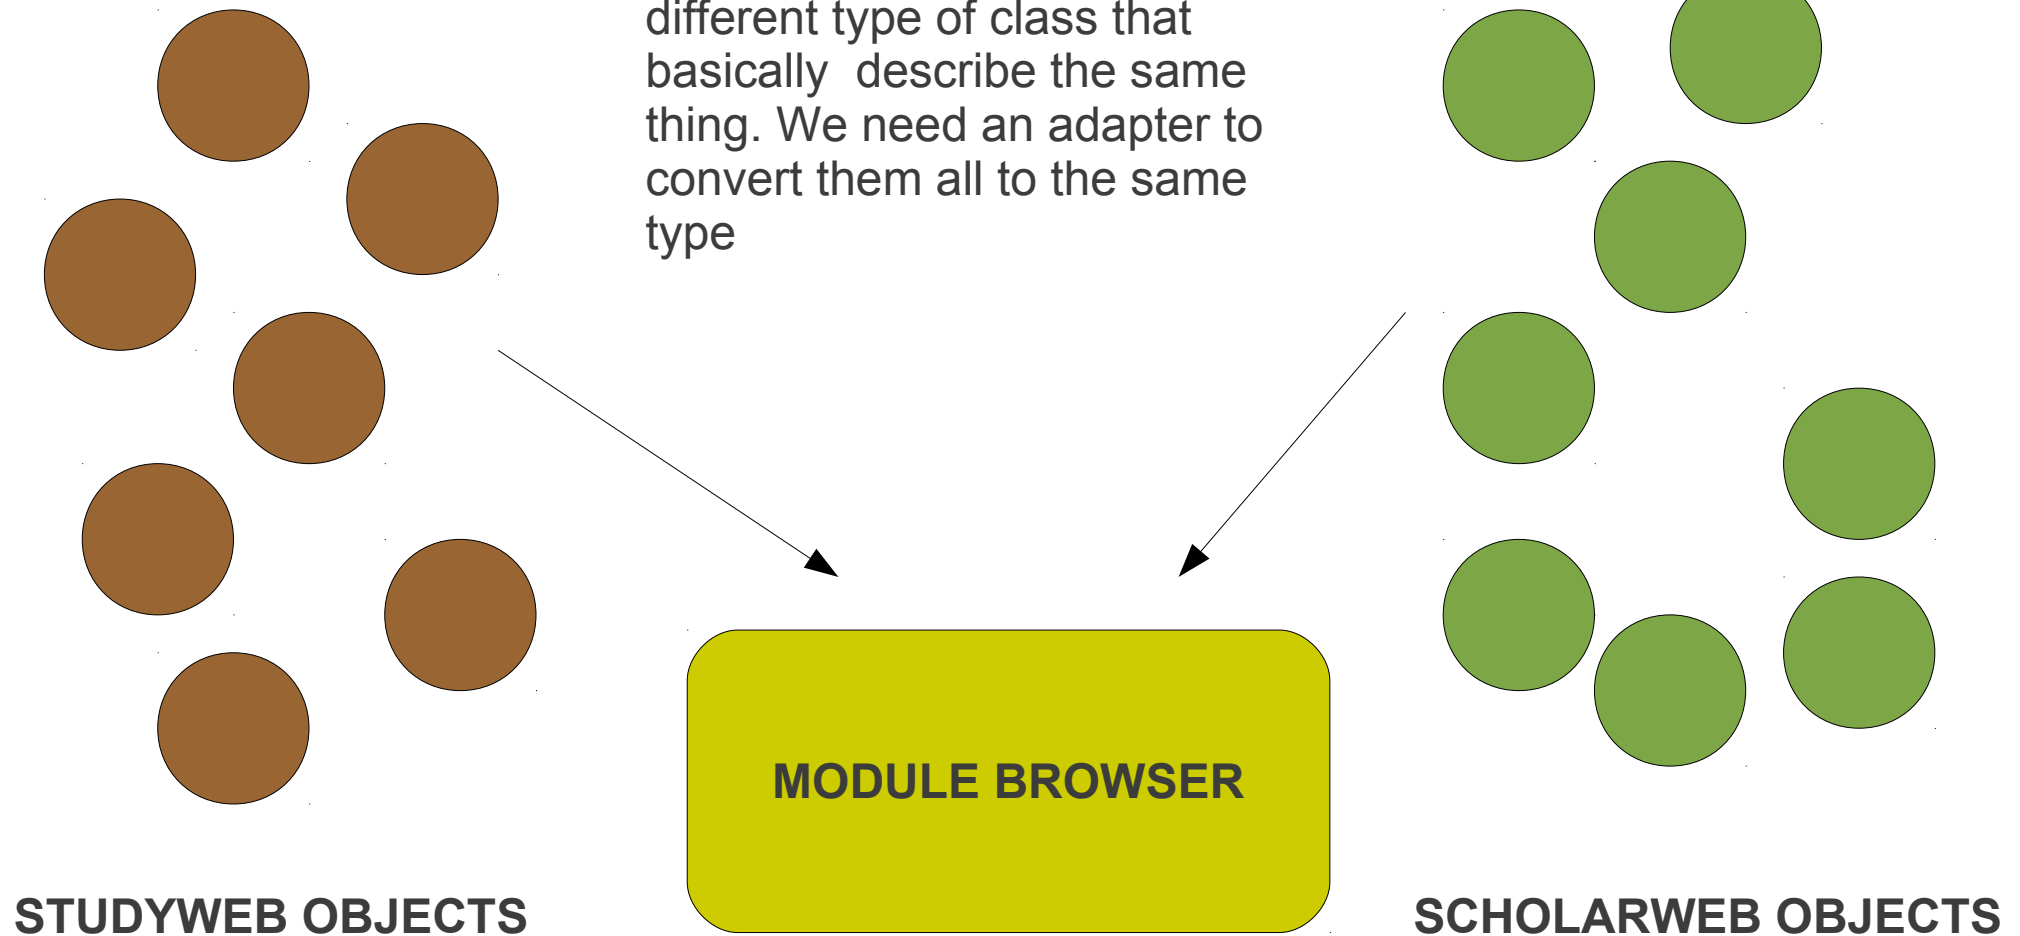 different type of class that
basically  describe the same
thing. We need an adapter to
convert them all to the same
type
MODULE BROWSER
STUDYWEB OBJECTS
SCHOLARWEB OBJECTS